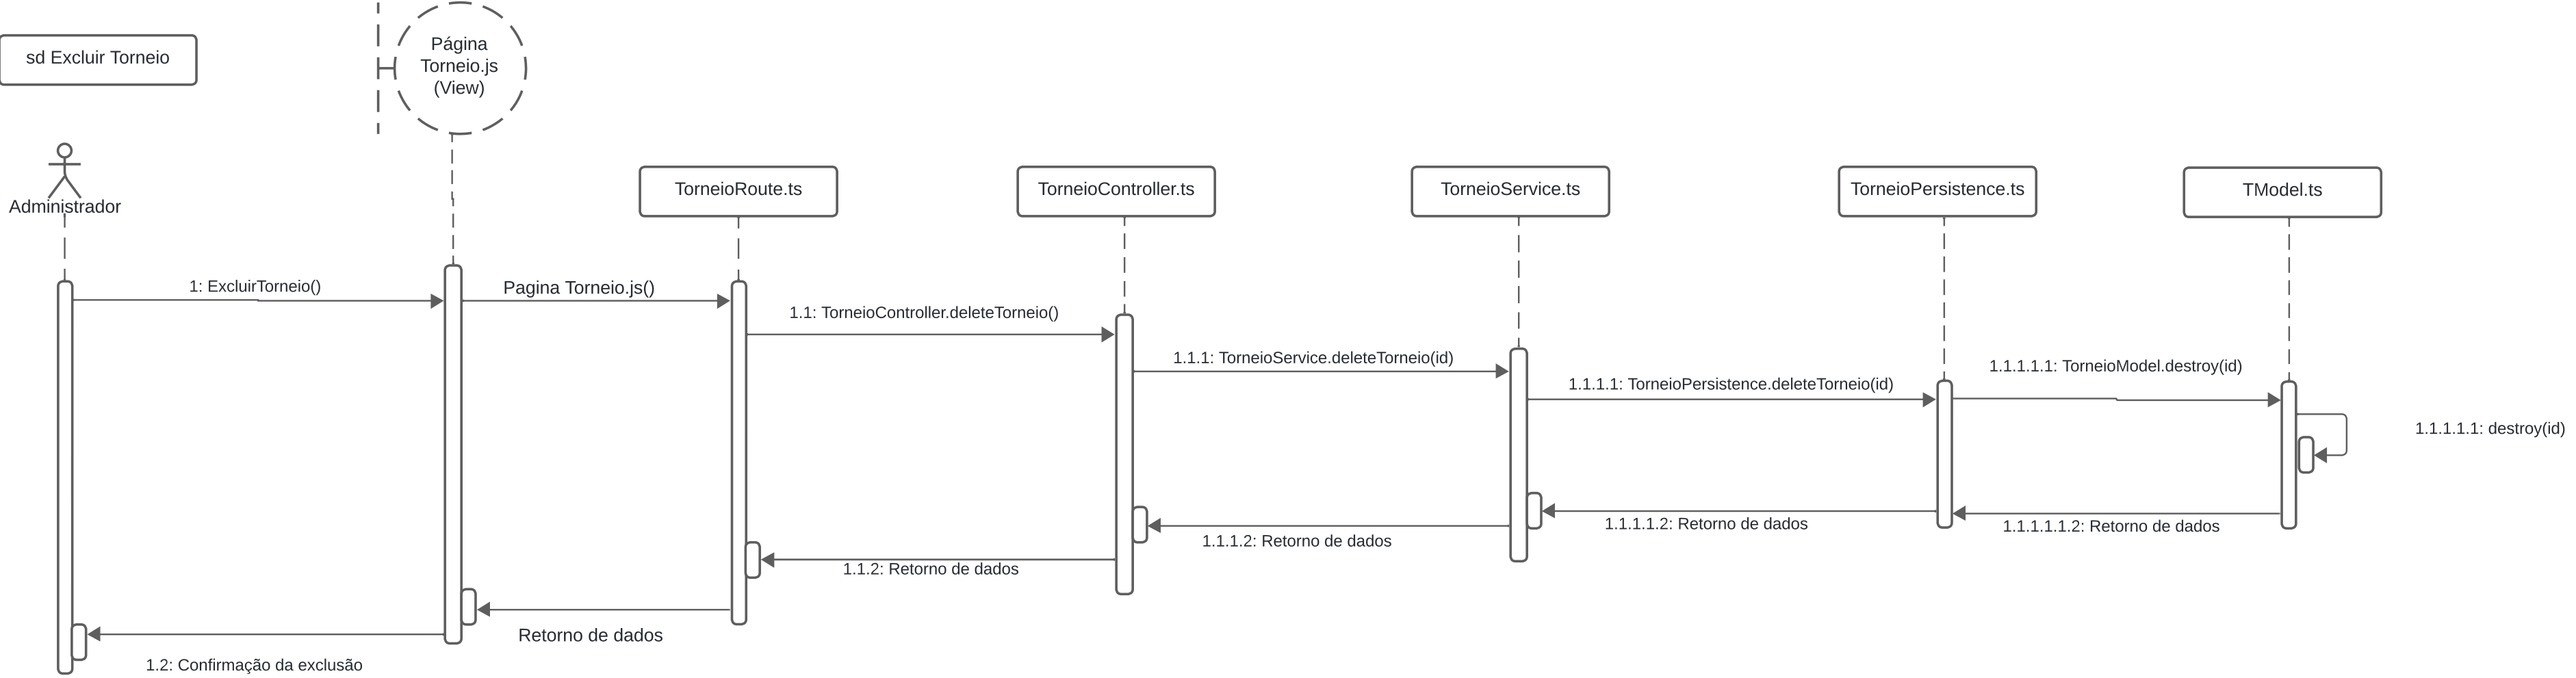 Página
Torneio.js
(View)
sd Excluir Torneio
Administrador
TorneioRoute.ts
TorneioController.ts
TorneioService.ts
TorneioPersistence.ts
TModel.ts
1: ExcluirTorneio()
Pagina Torneio.js()
1.1: TorneioController.deleteTorneio()
1.1.1: TorneioService.deleteTorneio(id)
1.1.1.1: TorneioPersistence.deleteTorneio(id)
1.1.1.1.1: TorneioModel.destroy(id)
1.1.1.1.1: destroy(id)
1.1.1.1.1.2: Retorno de dados
1.1.1.1.2: Retorno de dados
1.1.1.2: Retorno de dados
1.1.2: Retorno de dados
Retorno de dados
1.2: Confirmação da exclusão